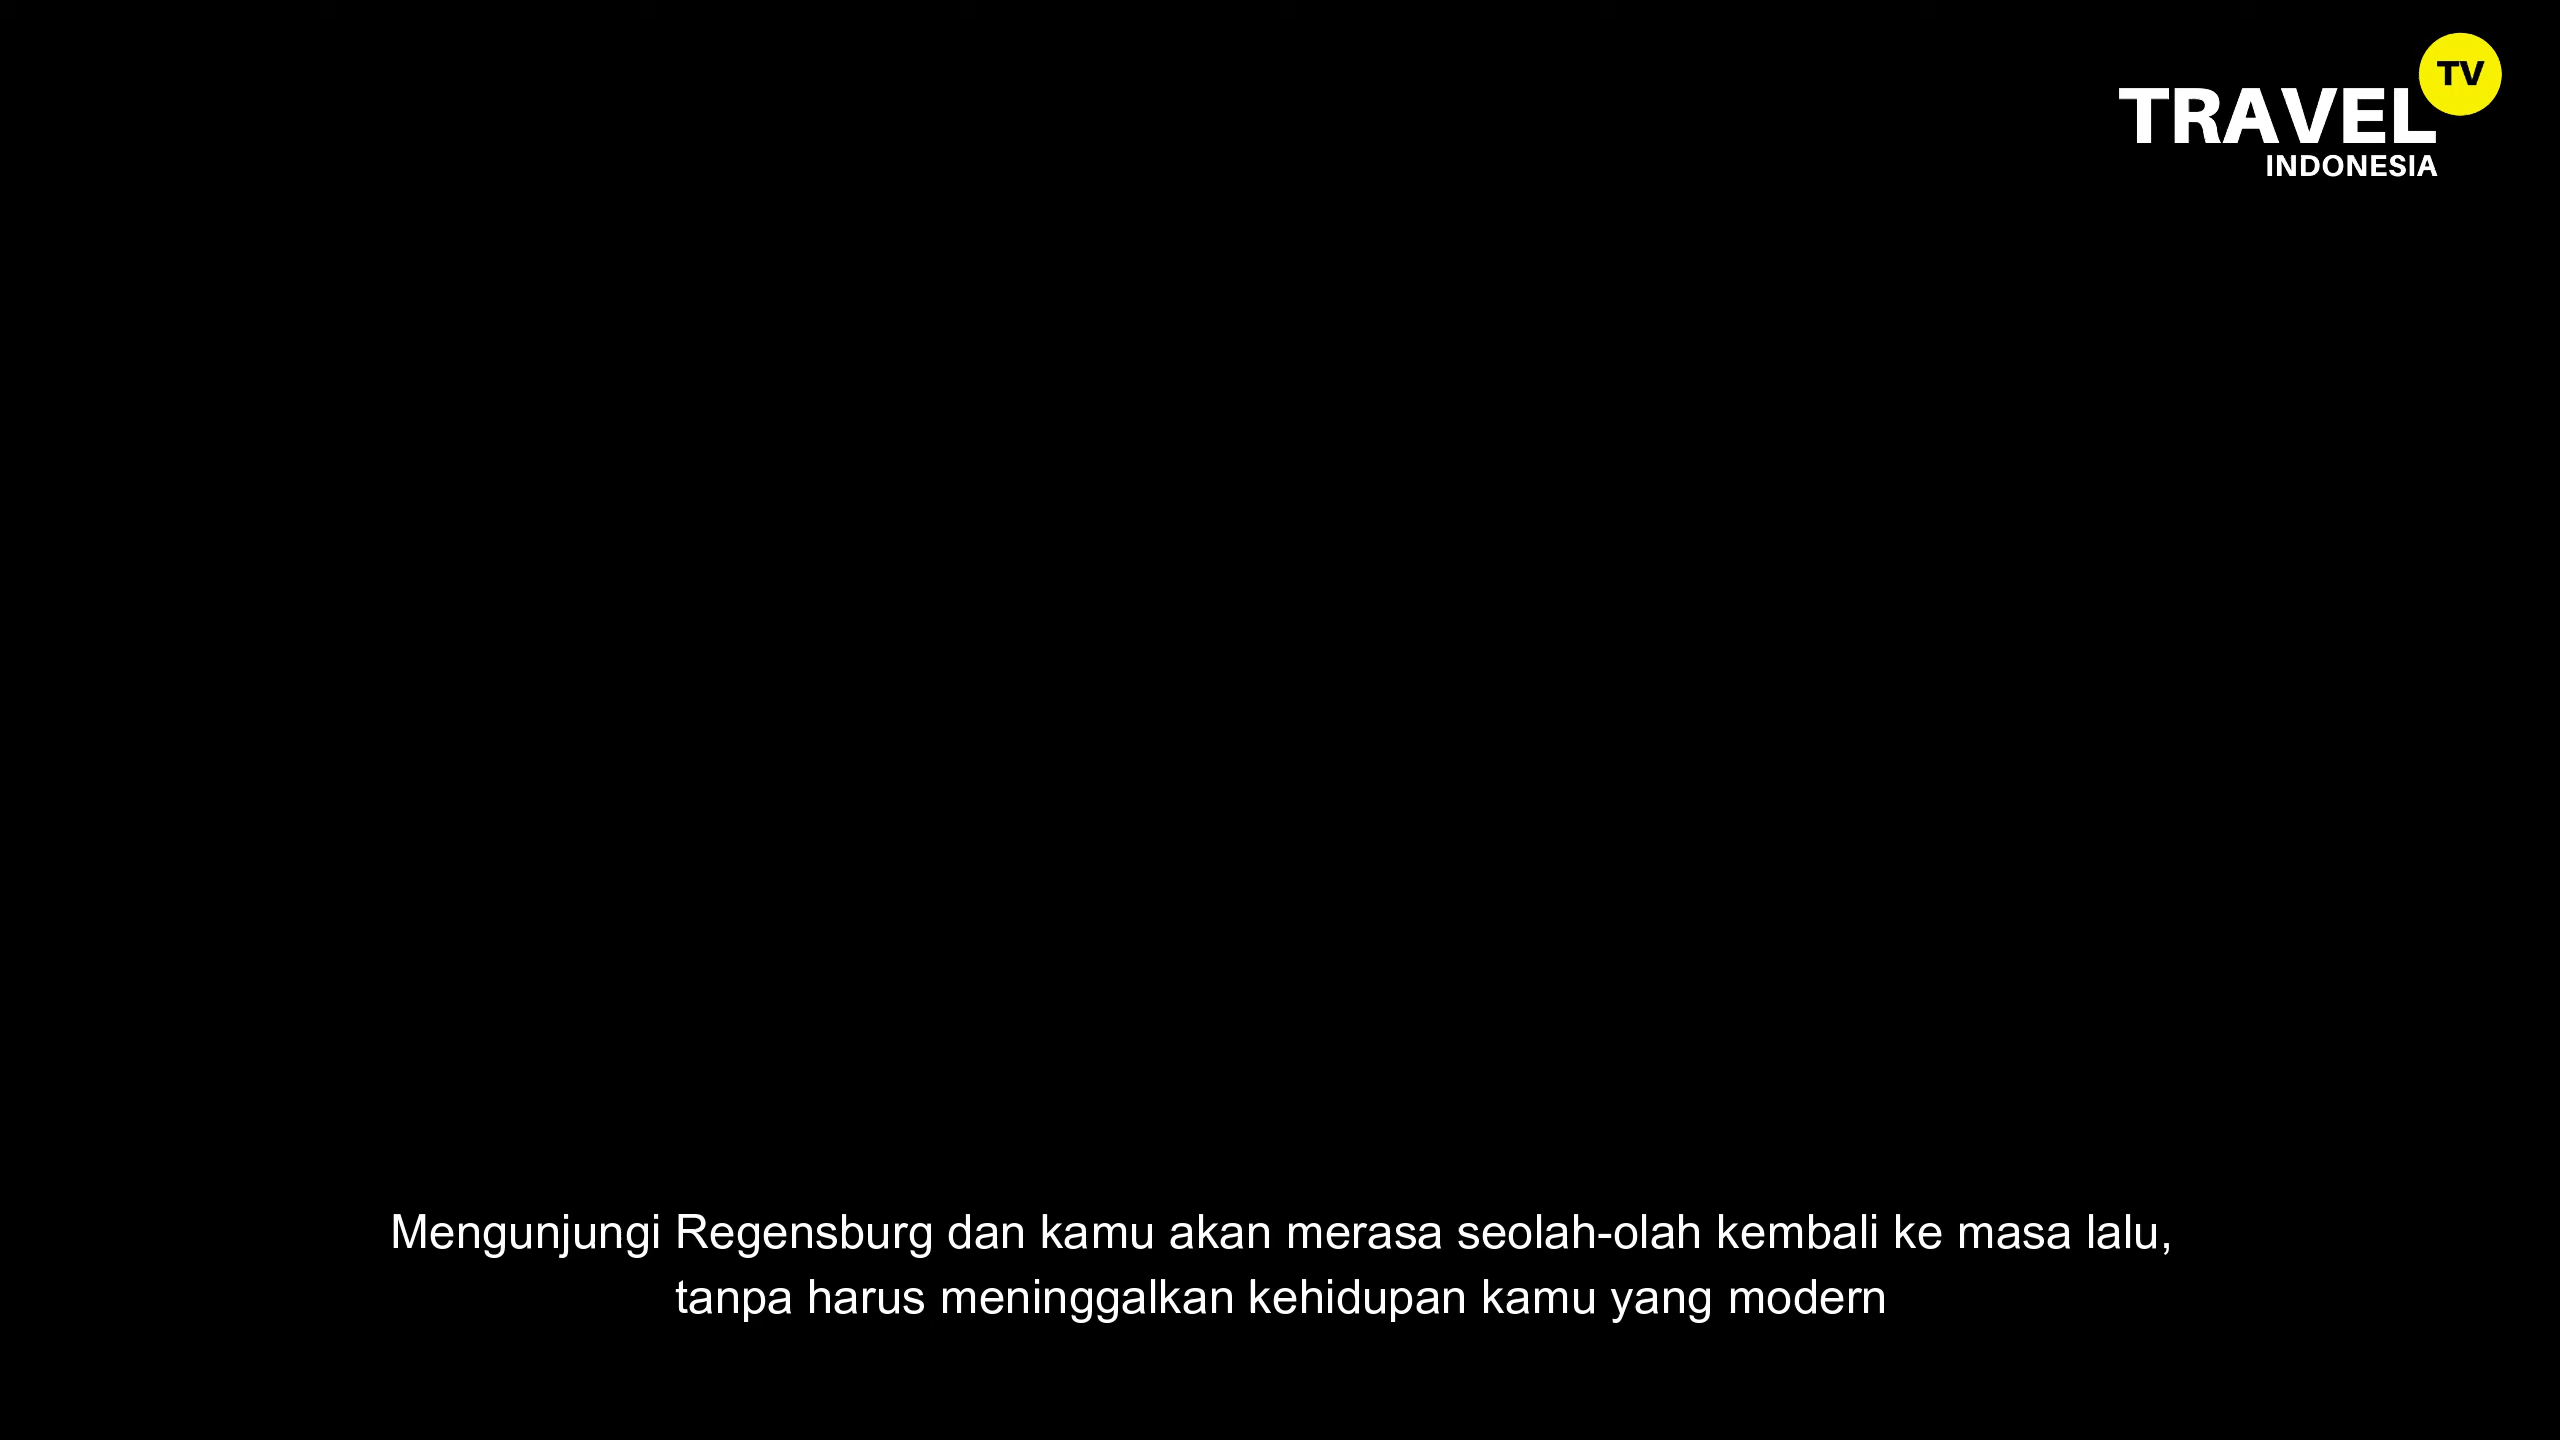 TV
TRAVEL
INDONESIA
Mengunjungi Regensburg dan kamu akan merasa seolah-olah kembali ke masa lalu,
tanpa harus meninggalkan kehidupan kamu yang modern